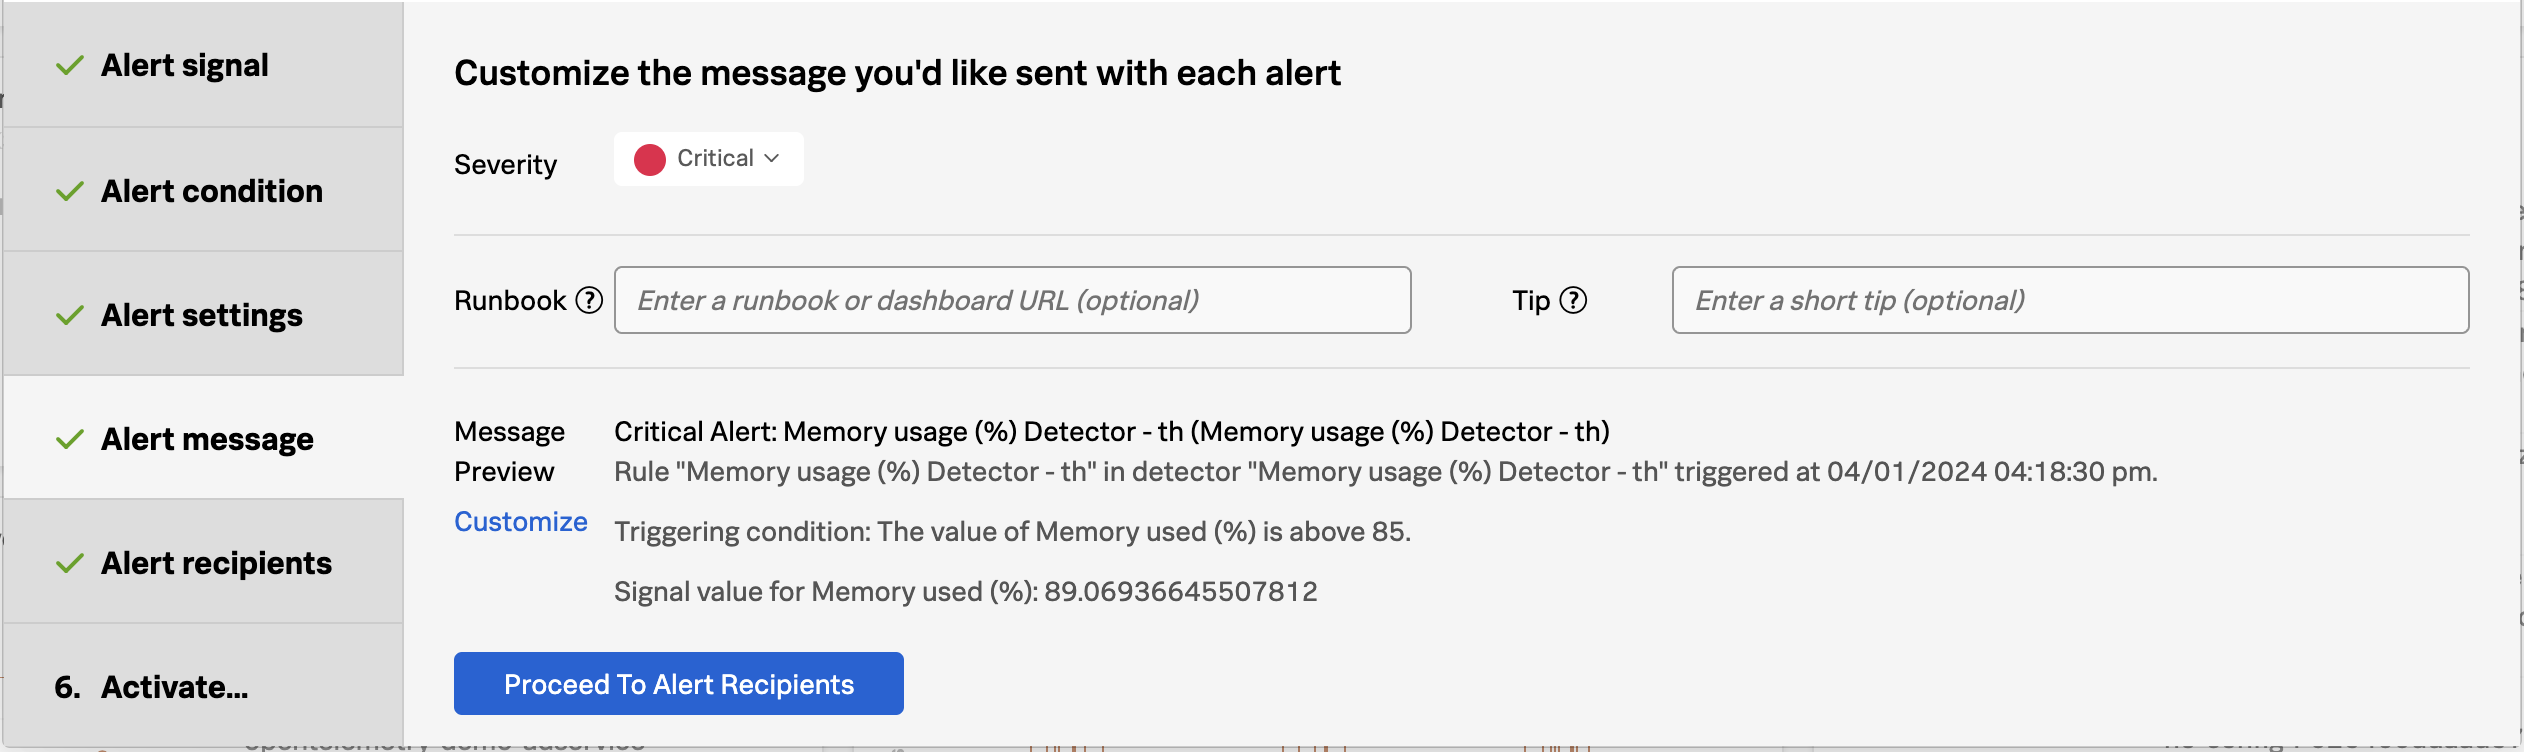 Alert signal
Alert condition
Alert settings
Alert message
Alert recipients
6. Activate...
Customize the message you'd like sent with each alert
Severity Critical
Runbook ? Enter a runbook or dashboard URL (optional) Tip ? Enter a short tip (optional)
Message Preview
Customize
Critical Alert: Memory usage (%) Detector - th (Memory usage (%) Detector - th)
Rule "Memory usage (%) Detector - th" in detector "Memory usage (%) Detector - th" triggered at 04/01/2024 04:18:30 pm.
Triggering condition: The value of Memory used (%) is above 85.
Signal value for Memory used (%): 89.06936645507812
Proceed To Alert Recipients